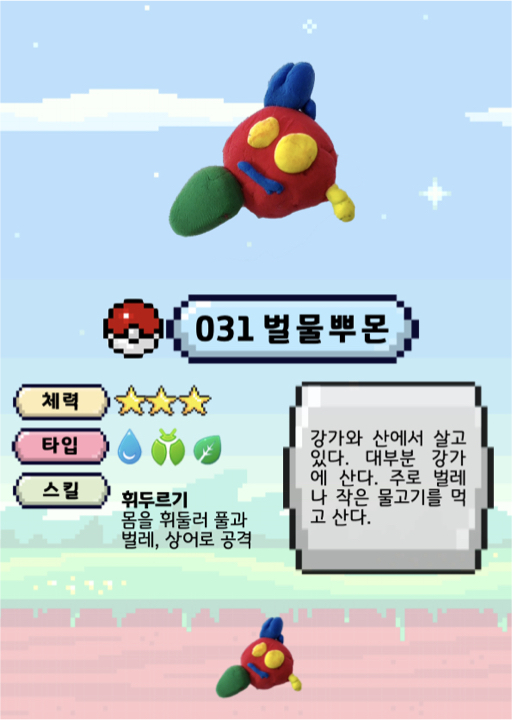 031 벌물뿌몬
체력
타입
스킬
휘두르기
몸을 휘둘러 풀과
벌레, 상어로 공격
강가와 산에서 살고
있다. 대부분 강가
에 산다. 주로 벌레
나 작은 물고기를 먹
고 산다.